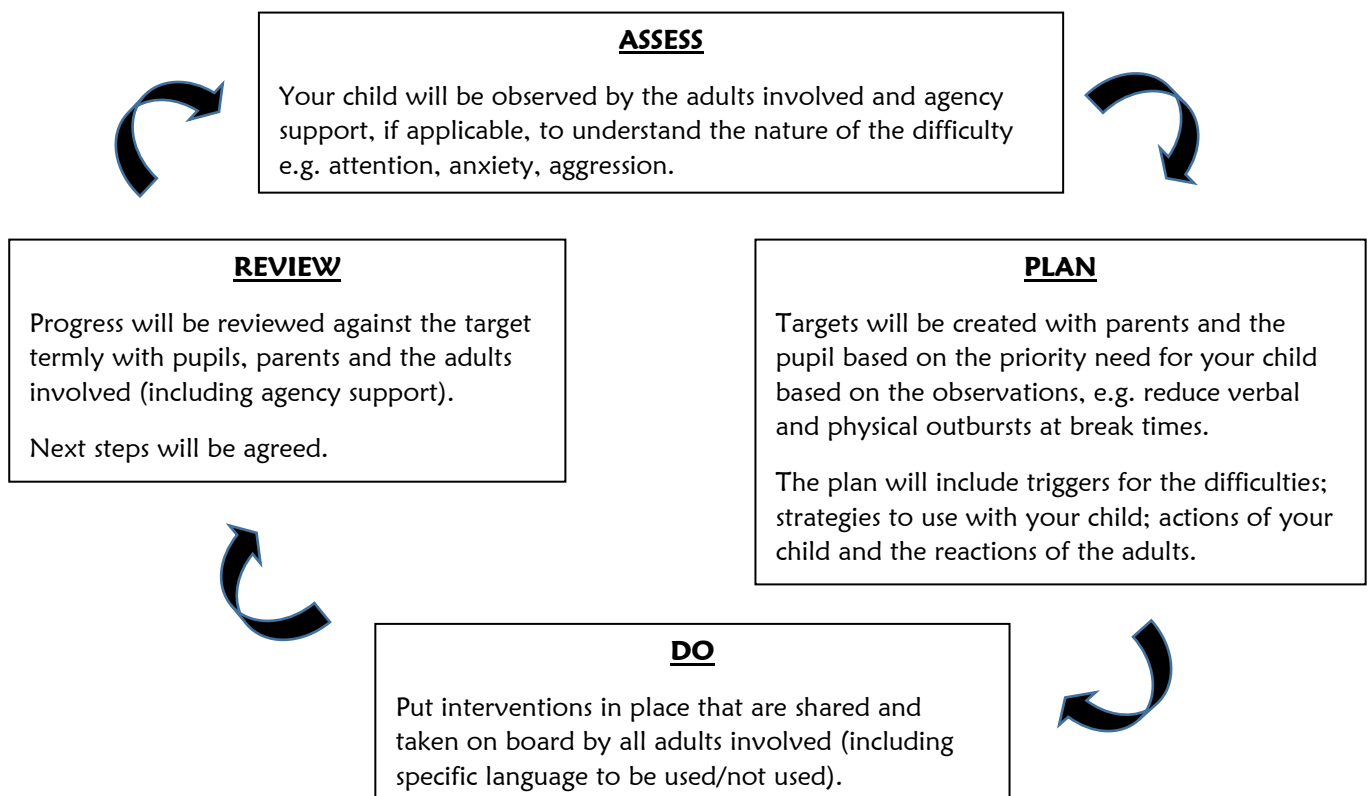 ASSESS
Your child will be observed by the adults involved and agency
support, if applicable, to understand the nature of the difficulty
e.g. attention, anxiety, aggression.
PLAN
Targets will be created with parents and the
pupil based on the priority need for your child
based on the observations, e.g. reduce verbal
and physical outbursts at break times.
The plan will include triggers for the difficulties;
strategies to use with your child; actions of your
child and the reactions of the adults.
DO
Put interventions in place that are shared and
taken on board by all adults involved (including
specific language to be used/not used).
REVIEW
Progress will be reviewed against the target
termly with pupils, parents and the adults
involved (including agency support).
Next steps will be agreed.